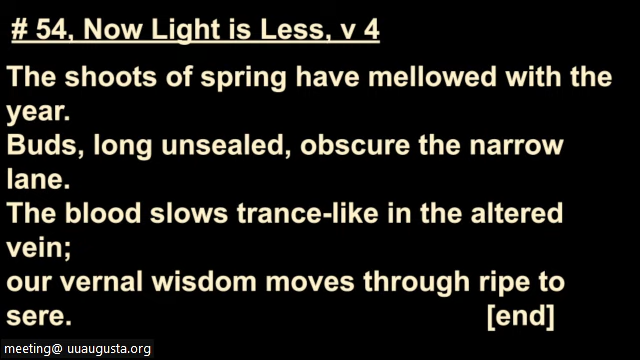 # 54, Now Light is Less, v 4
The shoots of spring have mellowed with the
year.
Buds, long unsealed, obscure the narrow
lane.
The blood slows trance-like in the altered
vein;
our vernal wisdom moves through ripe to
sere. [end]
meeting@ uuaugusta.org